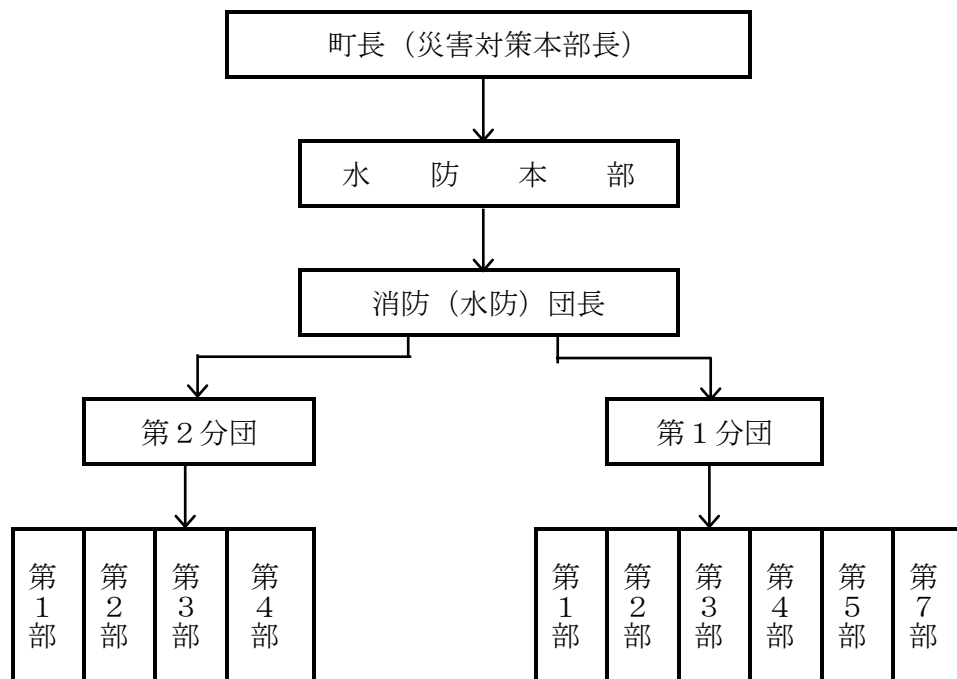 町長（災害対策本部長）
水　防　本　部
消防（水防）団長
第２分団
第１分団
第１部
第２部
第３部
第４部
第１部
第２部
第３部
第４部
第５部
第７部